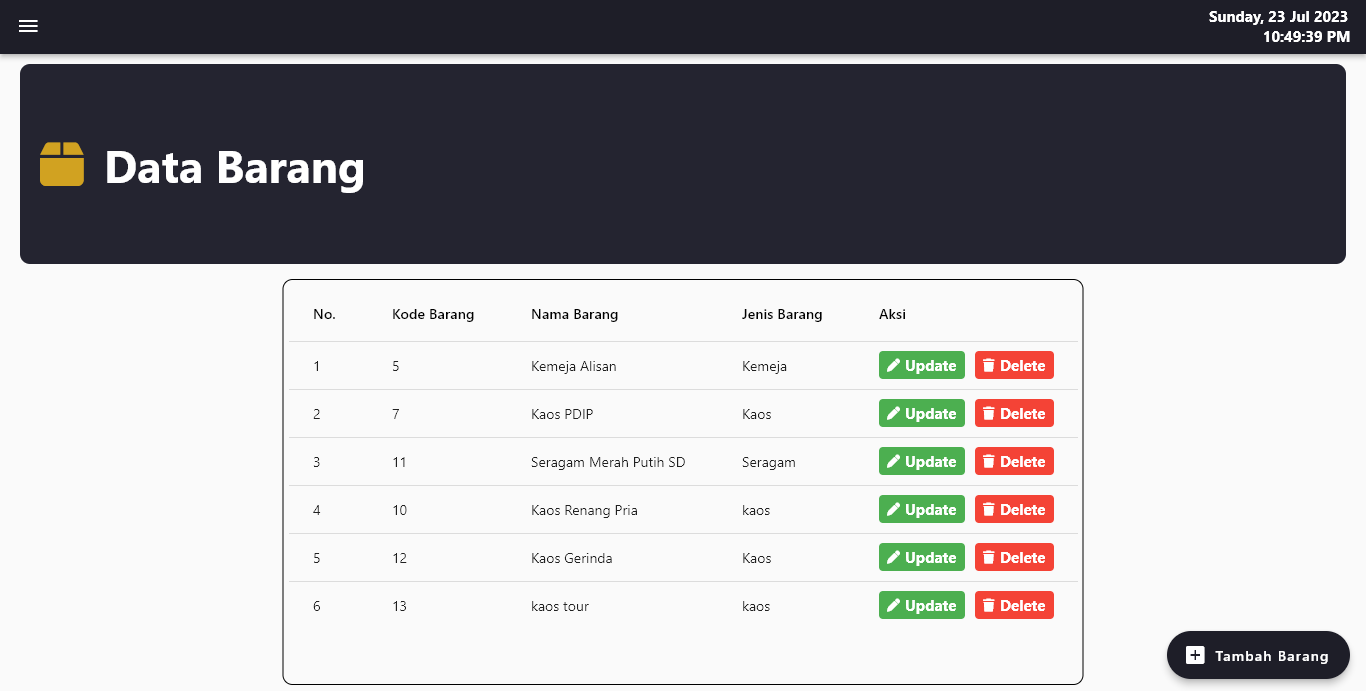 Sunday, 23 Jul 2023
10:49:39 PM
Data Barang
No. Kode Barang Nama Barang Jenis Barang Aksi
1 5 Kemeja Alisan Kemeja Update Delete
2 7 Kaos PDIP Kaos Update Delete
3 11 Seragam Merah Putih SD Seragam Update Delete
4 10 Kaos Renang Pria kaos Update Delete
5 12 Kaos Gerinda Kaos Update Delete
6 13 kaos tour kaos Update Delete
Tambah Barang